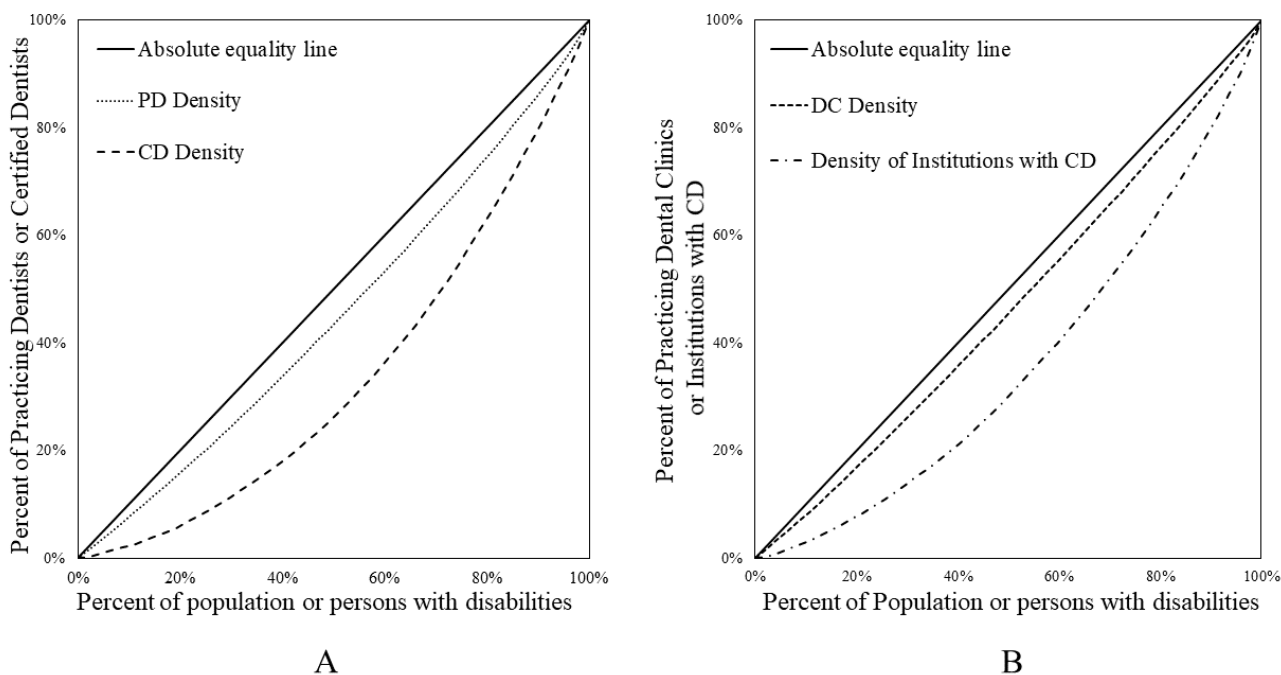 Percent of Practicing Dentists or Certified Dentists
100%
80%
60%
40%
20%
0%
Absolute equality line
PD Density
CD Density
0% 20% 40% 60% 80% 100%
Percent of population or persons with disabilities
A
Percent of Practicing Dental Clinics
or Institutions with CD
100%
80%
60%
40%
20%
0%
Absolute equality line
DC Density
Density of Institutions with CD
0% 20% 40% 60% 80% 100%
Percent of Population or persons with disabilities
B